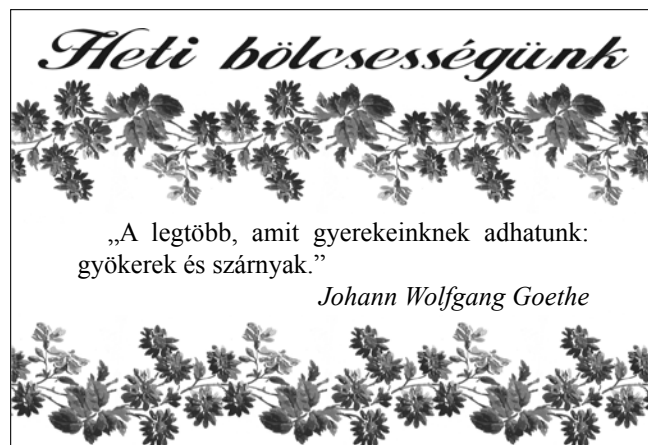 Heti bölcsességünk
„A legtöbb, amit gyerekeinknek adhatunk:
gyökerek és szárnyak.”
Johann Wolfgang Goethe